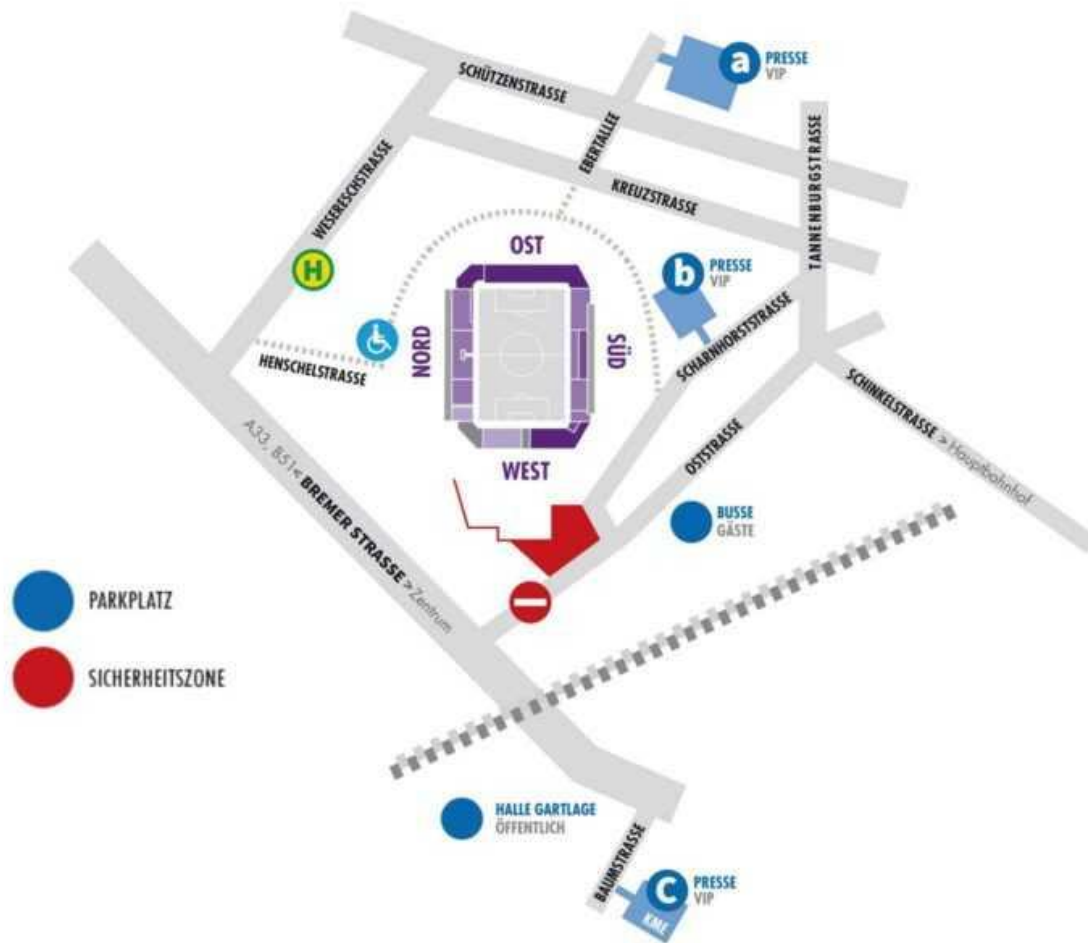 a
PRESSE
VIP
SCHÜTZENSTRASSE
EBERTALLEE
TANNENBURGSTRASSE
WESERESCHSTRASSE
KREUZSTRASSE
H
OST
b
PRESSE
VIP
NORD
SÜD
HENSCHELSTRASSE
SCHARNHORSTSTRASSE
WEST
OSTSTRASSE
SCHINKELSTRASSE > Hauptbahnhof
A33, B51 < BREMER STRASSE > Zentrum
BUSSE
GÄSTE
PARKPLATZ
SICHERHEITSZONE
HALLE GARTLAGE
ÖFFENTLICH
BAUMSTRASSE
C
PRESSE
VIP
KME